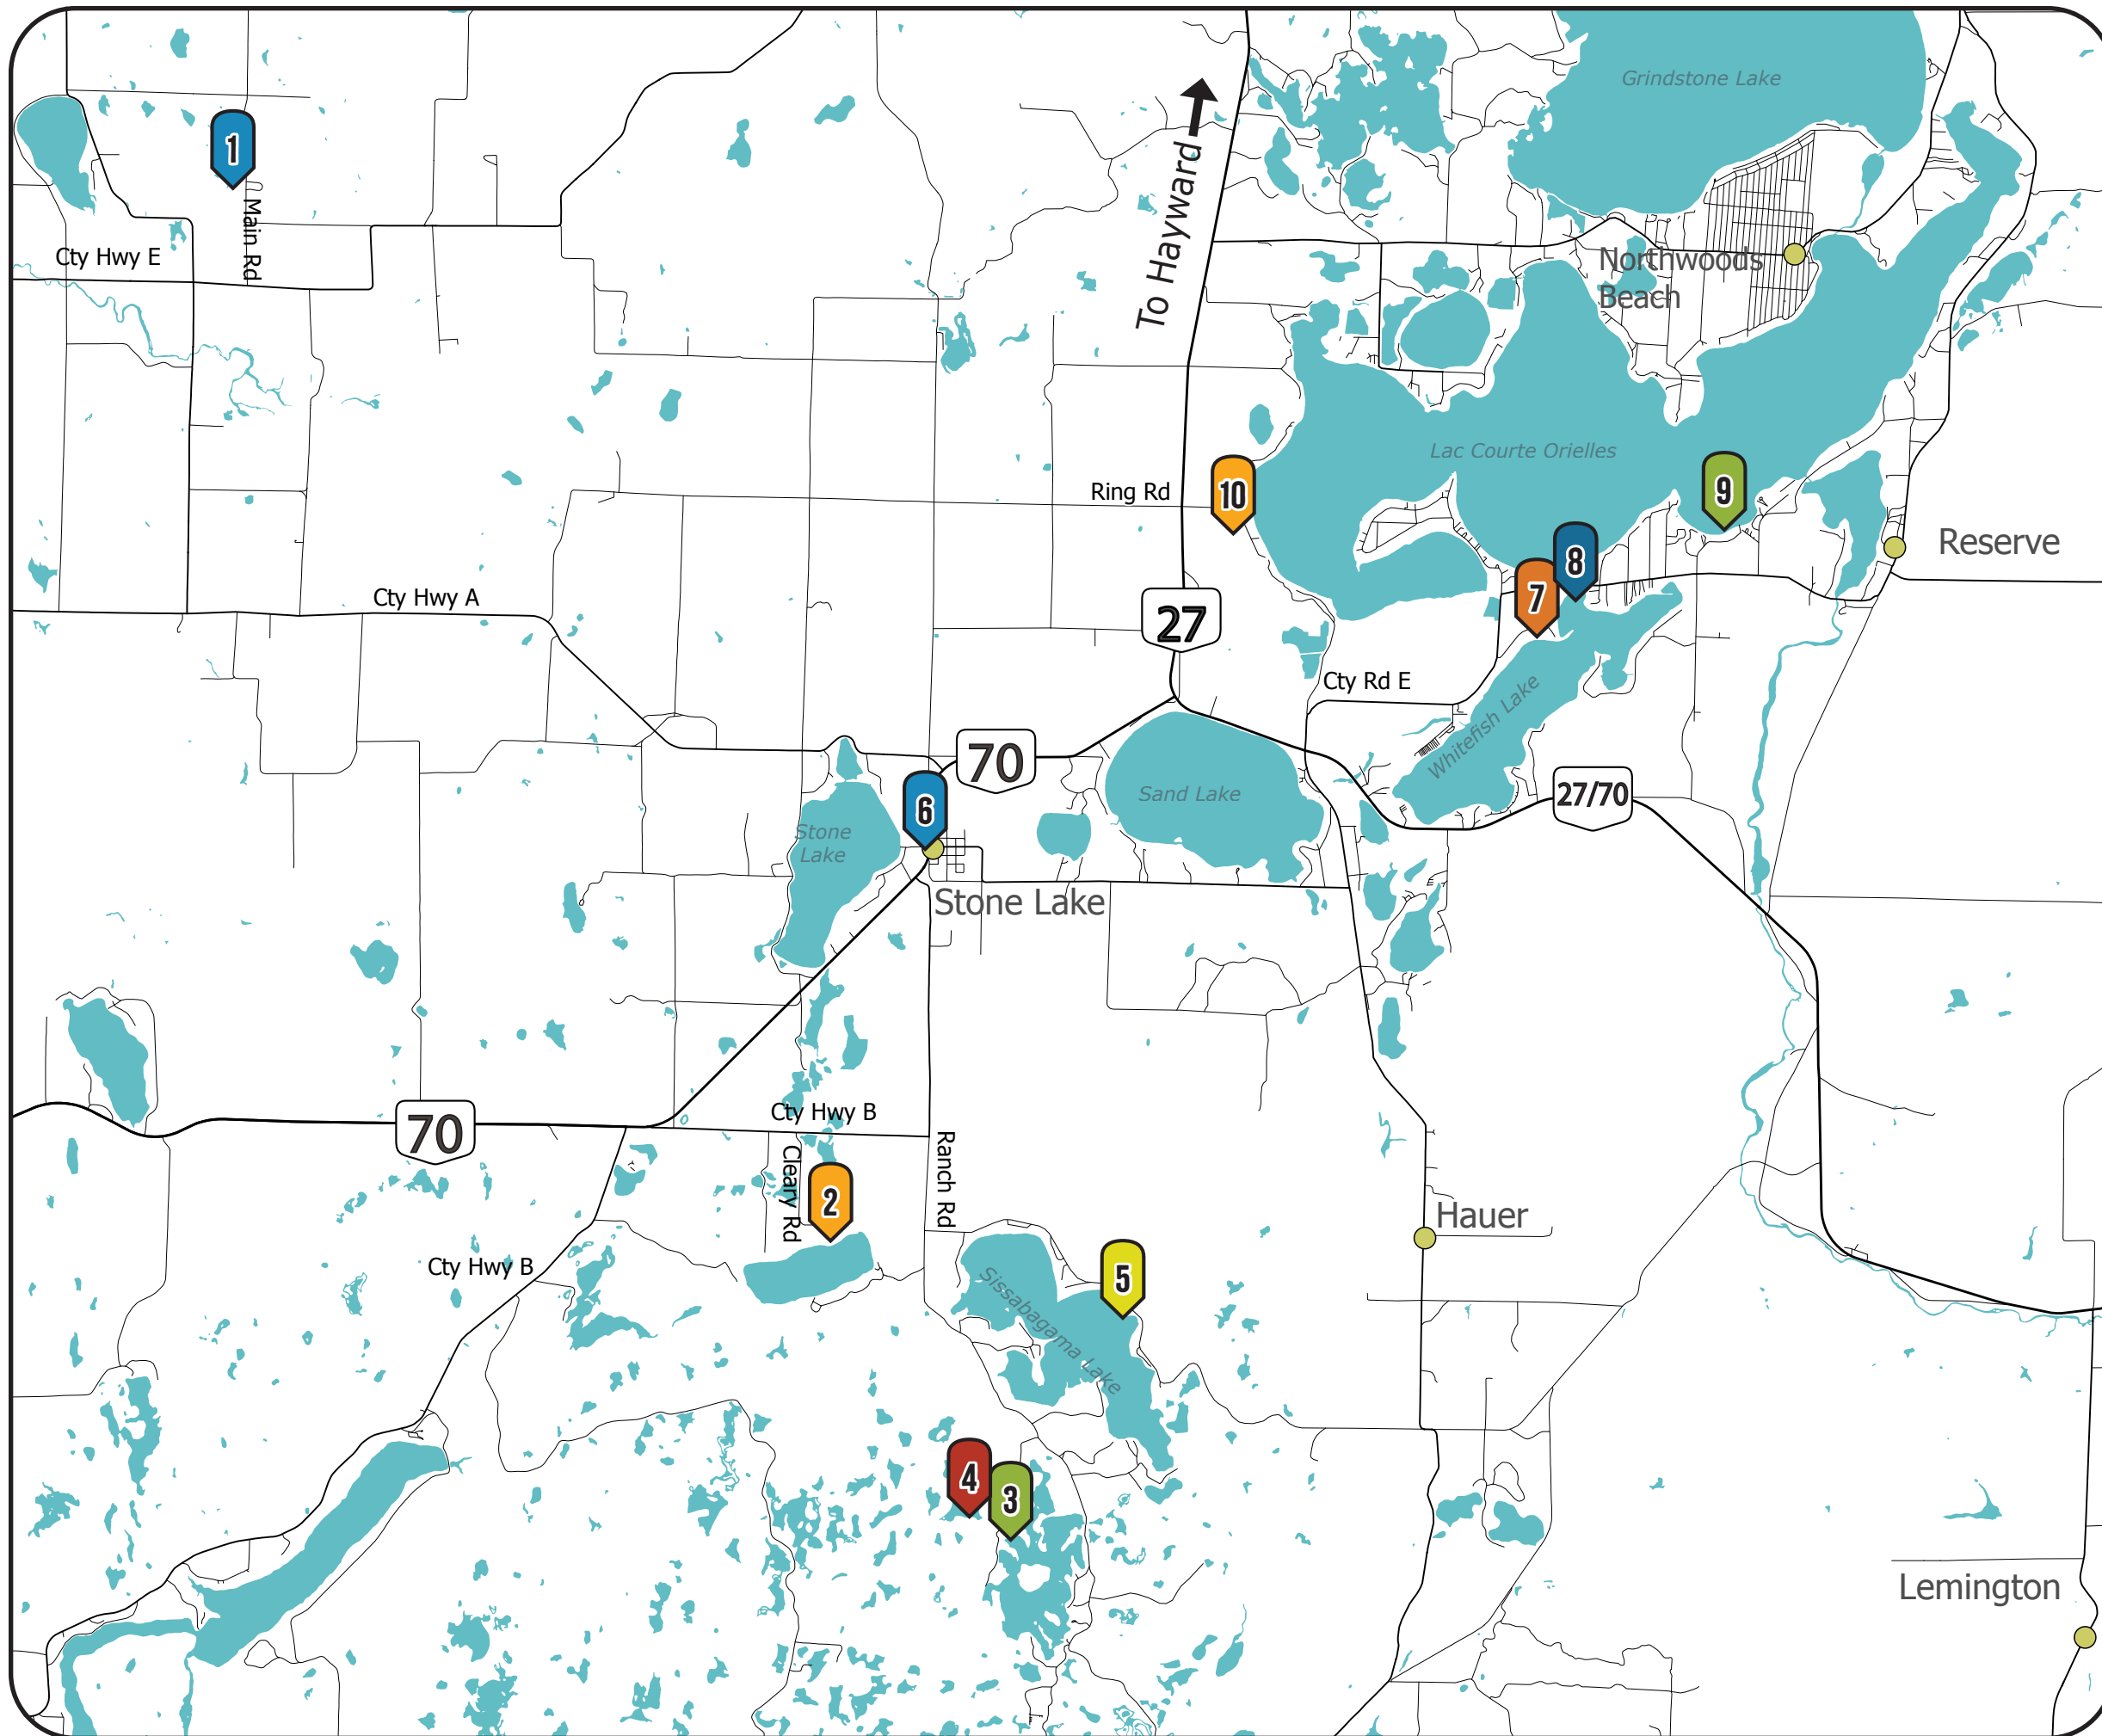 Grindstone Lake
1
Main Rd
Cty Hwy E
To Hayward
Northwoods
Beach
Lac Courte Orielles
Ring Rd
10
9
8
7
Reserve
Cty Hwy A
27
Cty Rd E
Whitefish Lake
70
Sand Lake
27/70
6
Stone
Lake
Stone Lake
Cty Hwy B
70
Cleary Rd
Ranch Rd
2
Hauer
Cty Hwy B
5
Sissabagama Lake
4
3
Lemington